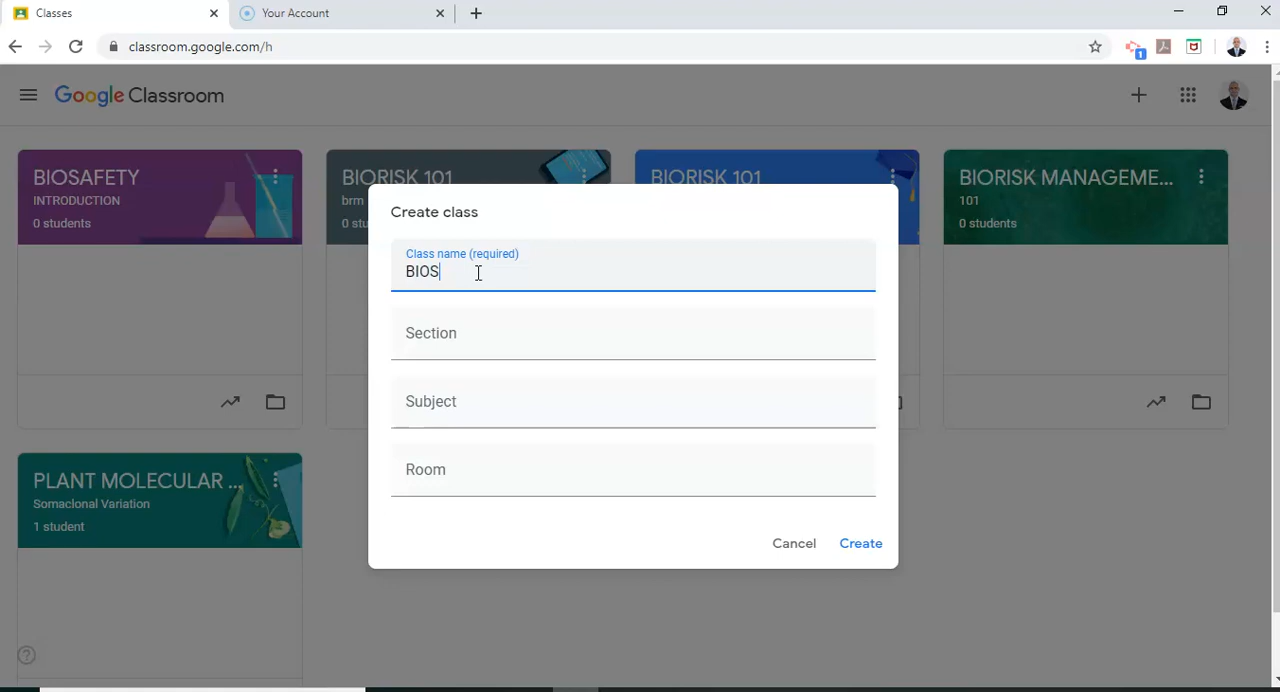 Classes
Your Account
classroom.google.com/h
1
Google Classroom
BIOSAFETY
INTRODUCTION
0 students
BIORISK 101
brm
0 stu
BIORISK 101
BIORISK MANAGEME...
101
0 students
Create class
Class name (required)
BIOS
Section
Subject
Room
Cancel
Create
PLANT MOLECULAR ...
Somaclonal Variation
1 student